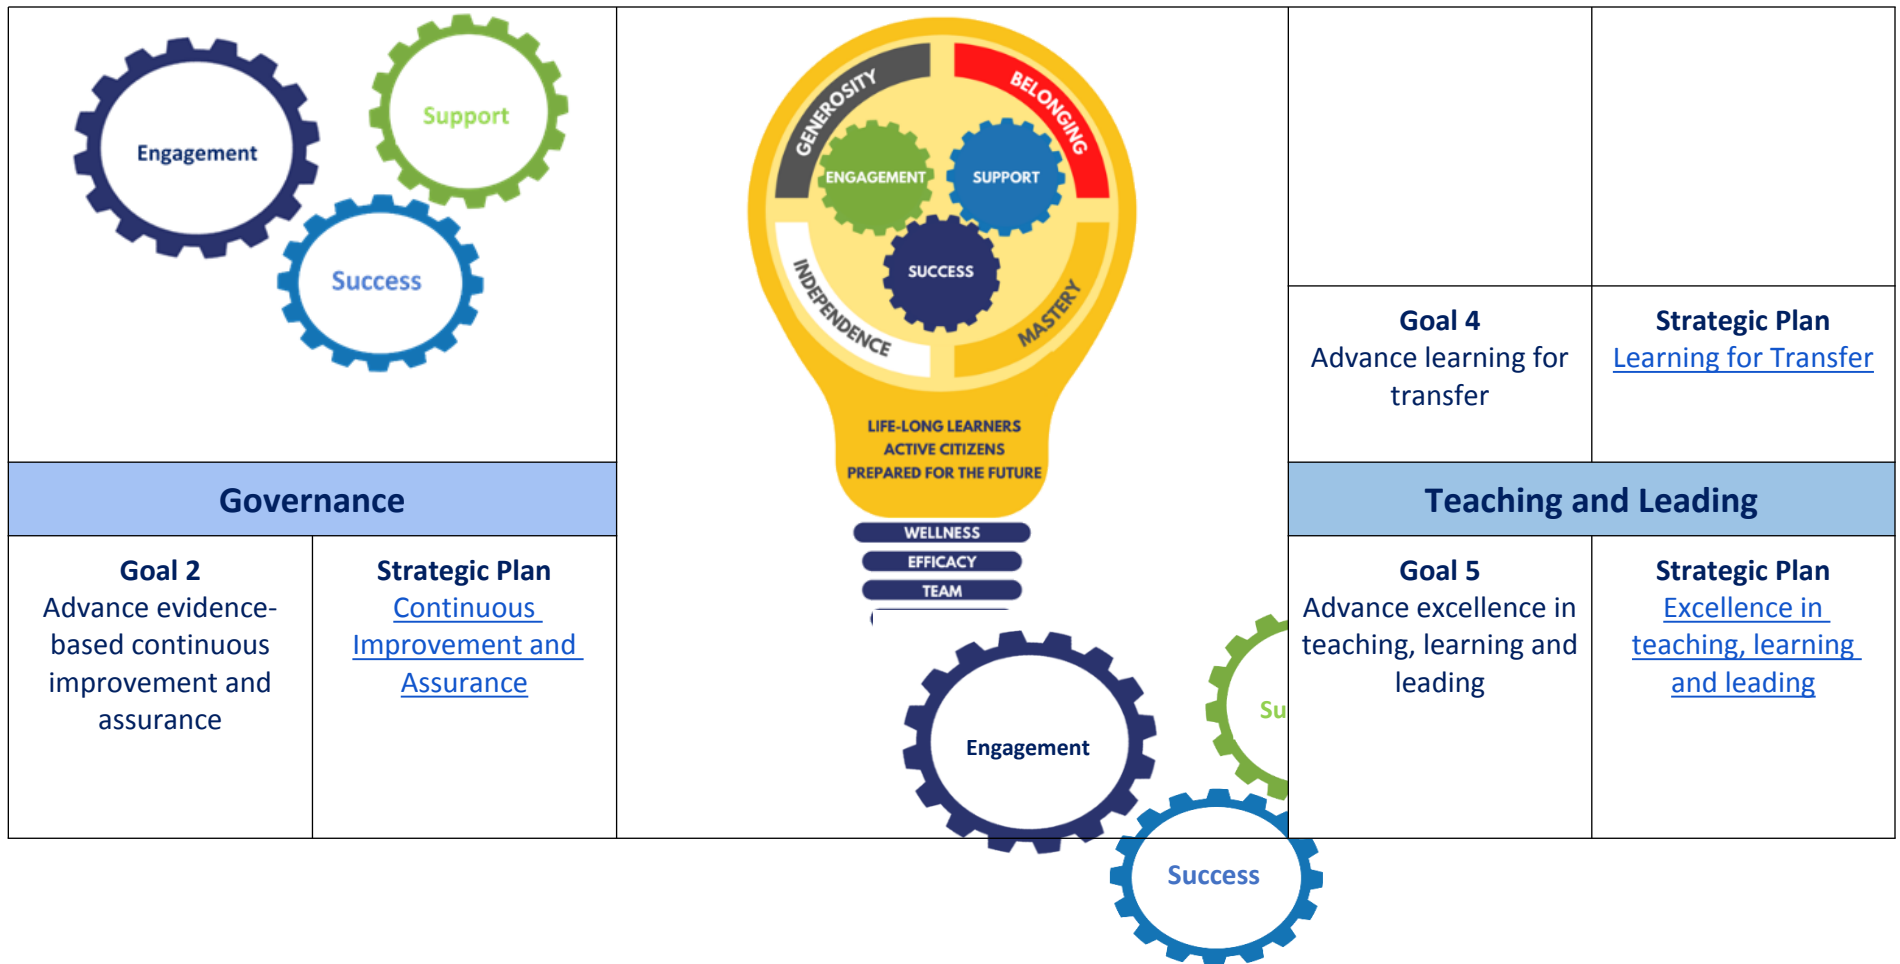 Engagement
Support
Success
GENEROSITY
BELONGING
ENGAGEMENT
SUPPORT
SUCCESS
INDEPENDENCE
MASTERY
LIFE-LONG LEARNERS
ACTIVE CITIZENS
PREPARED FOR THE FUTURE
WELLNESS
EFFICACY
TEAM
Goal 4
Advance learning for
transfer
Strategic Plan
Learning for Transfer
Governance
Goal 2
Advance evidence-
based continuous
improvement and
assurance
Strategic Plan
Continuous
Improvement and
Assurance
Teaching and Leading
Goal 5
Advance excellence in
teaching, learning and
leading
Strategic Plan
Excellence in
teaching, learning
and leading
Engagement
Su
Success